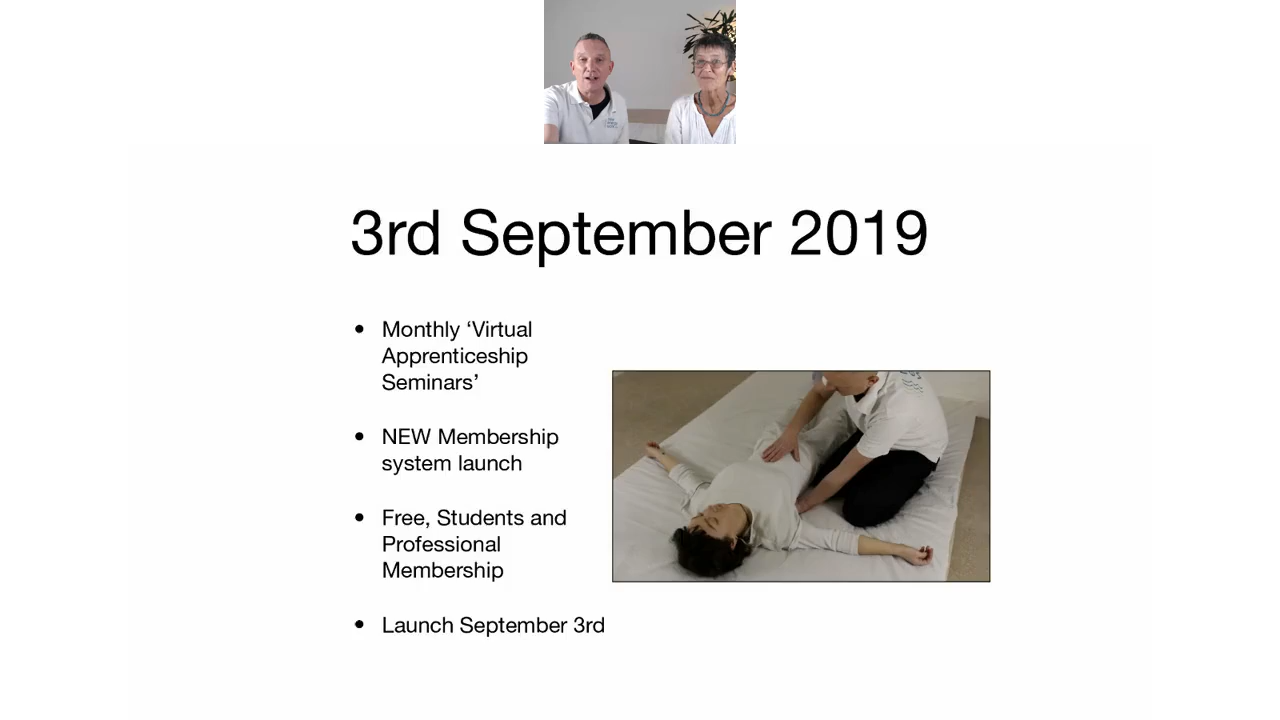 3rd September 2019
• Monthly ‘Virtual
Apprenticeship
Seminars’
• NEW Membership
system launch
• Free, Students and
Professional
Membership
• Launch September 3rd